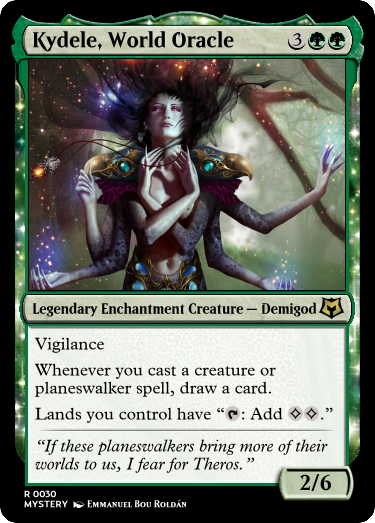 Kydele, World Oracle 3
Legendary Enchantment Creature — Demigod
Vigilance
Whenever you cast a creature or
planeswalker spell, draw a card.
Lands you control have “: Add .”
“If these planeswalkers bring more of their
worlds to us, I fear for Theros.”
2/6
R 0030
MYSTERY Emmanuel Bou Roldán